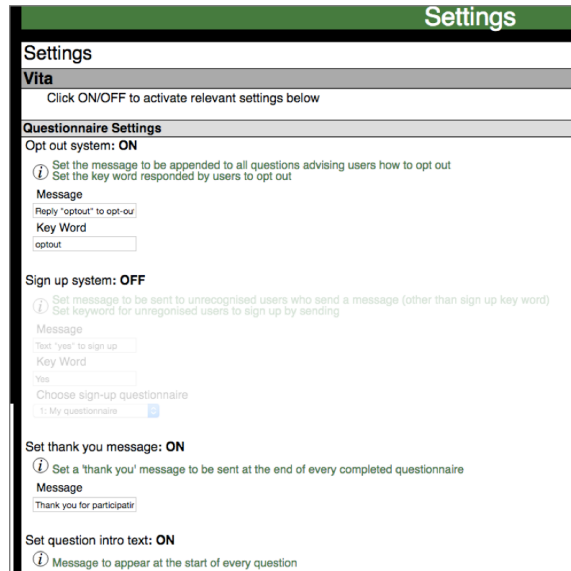 Settings
Settings
Vita
Click ON/OFF to activate relevant settings below
Questionnaire Settings
Opt out system: ON
Set the message to be appended to all questions advising users how to opt out
Set the key word responded by users to opt out
Message
Reply "optout" to opt-ou
Key Word
optout
Sign up system: OFF
Set message to be sent to unrecognised users who send a message (other than sign up key word)
Set keyword for unregonised users to sign up by sending
Message
Text "yes" to sign up
Key Word
Yes
Choose sign-up questionnaire
1: My questionnaire
Set thank you message: ON
Set a 'thank you' message to be sent at the end of every completed questionnaire
Message
Thank you for participatin
Set question intro text: ON
Message to appear at the start of every question